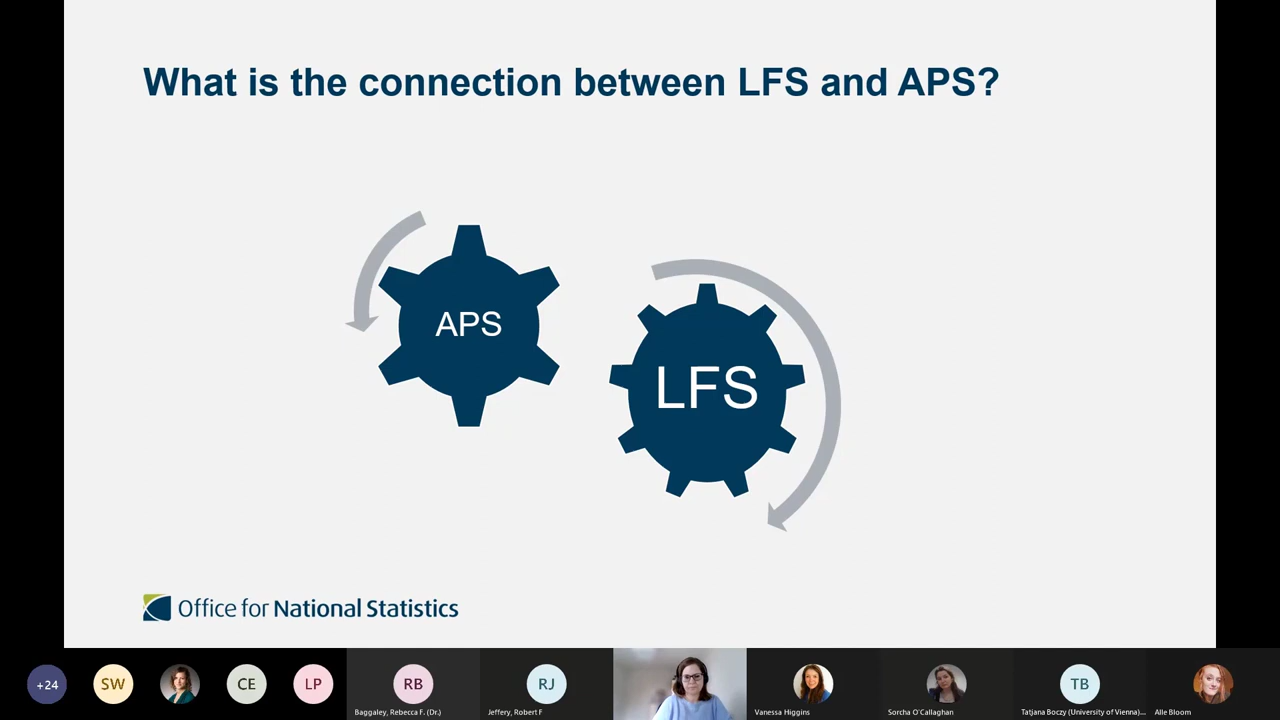 What is the connection between LFS and APS?
APS
LFS
Office for National Statistics
+24
SW
CE
LP
RB
Baggaley, Rebecca F. (Dr.)
RJ
Jeffery, Robert F
Vanessa Higgins
Sorcha O'Callaghan
TB
Tatjana Boczy (University of Vienna)...
Alle Bloom